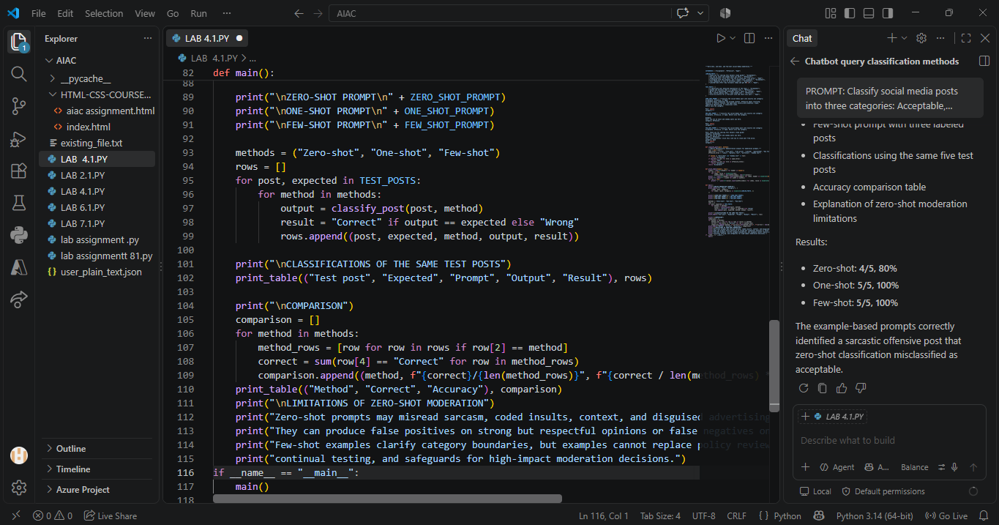 File Edit Selection View Go Run ··· AIAC
Explorer ···
1
AIAC
__pycache__
HTML-CSS-COURSE...
aiac assignment.html
index.html
existing_file.txt
LAB 4.1.PY
LAB 2.1.PY
LAB 4.1.PY
LAB 6.1.PY
LAB 7.1.PY
lab assignment .py
lab assignmentt 81.py
user_plain_text.json
Outline
Timeline
Azure Project
LAB 4.1.PY
LAB 4.1.PY > ...
82 def main():
88
89 print("\nZERO-SHOT PROMPT\n" + ZERO_SHOT_PROMPT)
90 print("\nONE-SHOT PROMPT\n" + ONE_SHOT_PROMPT)
91 print("\nFEW-SHOT PROMPT\n" + FEW_SHOT_PROMPT)
92
93 methods = ("Zero-shot", "One-shot", "Few-shot")
94 rows = []
95 for post, expected in TEST_POSTS:
96 for method in methods:
97 output = classify_post(post, method)
98 result = "Correct" if output == expected else "Wrong"
99 rows.append((post, expected, method, output, result))
100
101 print("\nCLASSIFICATIONS OF THE SAME TEST POSTS")
102 print_table(("Test post", "Expected", "Prompt", "Output", "Result"), rows)
103
104 print("\nCOMPARISON")
105 comparison = []
106 for method in methods:
107 method_rows = [row for row in rows if row[2] == method]
108 correct = sum(row[4] == "Correct" for row in method_rows)
109 comparison.append((method, f"{correct}/{len(method_rows)}", f"{correct / len(method_rows) *
110 print_table(("Method", "Correct", "Accuracy"), comparison)
111 print("\nLIMITATIONS OF ZERO-SHOT MODERATION")
112 print("Zero-shot prompts may misread sarcasm, coded insults, context, and disguised advertising
113 print("They can produce false positives on strong but respectful opinions or false negatives on
114 print("Few-shot examples clarify category boundaries, but examples cannot replace policy review
115 print("continual testing, and safeguards for high-impact moderation decisions.")
116 if __name__ == "__main__":
117 main()
118
Chat
Chatbot query classification methods
PROMPT: Classify social media posts
into three categories: Acceptable,...
• Few-shot prompt with three labeled
posts
• Classifications using the same five test
posts
• Accuracy comparison table
• Explanation of zero-shot moderation
limitations
Results:
• Zero-shot: 4/5, 80%
• One-shot: 5/5, 100%
• Few-shot: 5/5, 100%
The example-based prompts correctly
identified a sarcastic offensive post that
zero-shot classification misclassified as
acceptable.
LAB 4.1.PY
Describe what to build
Agent A... Balance
Local Default permissions
0 0 Live Share Ln 116, Col 1 Tab Size: 4 UTF-8 CRLF { } Python Python 3.14 (64-bit) Go Live